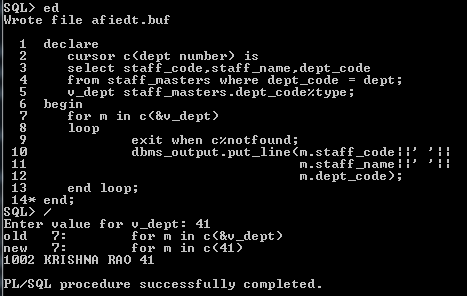 SQL> ed
Wrote file afiedt.buf
1 declare
2 cursor c(dept number) is
3 select staff_code,staff_name,dept_code
4 from staff_masters where dept_code = dept;
5 v_dept staff_masters.dept_code%type;
6 begin
7 for m in c(&v_dept)
8 loop
9 exit when c%notfound;
10 dbms_output.put_line(m.staff_code||' '||
11 m.staff_name||' '||
12 m.dept_code);
13 end loop;
14* end;
SQL> /
Enter value for v_dept: 41
old 7: for m in c(&v_dept)
new 7: for m in c(41)
1002 KRISHNA RAO 41
PL/SQL procedure successfully completed.